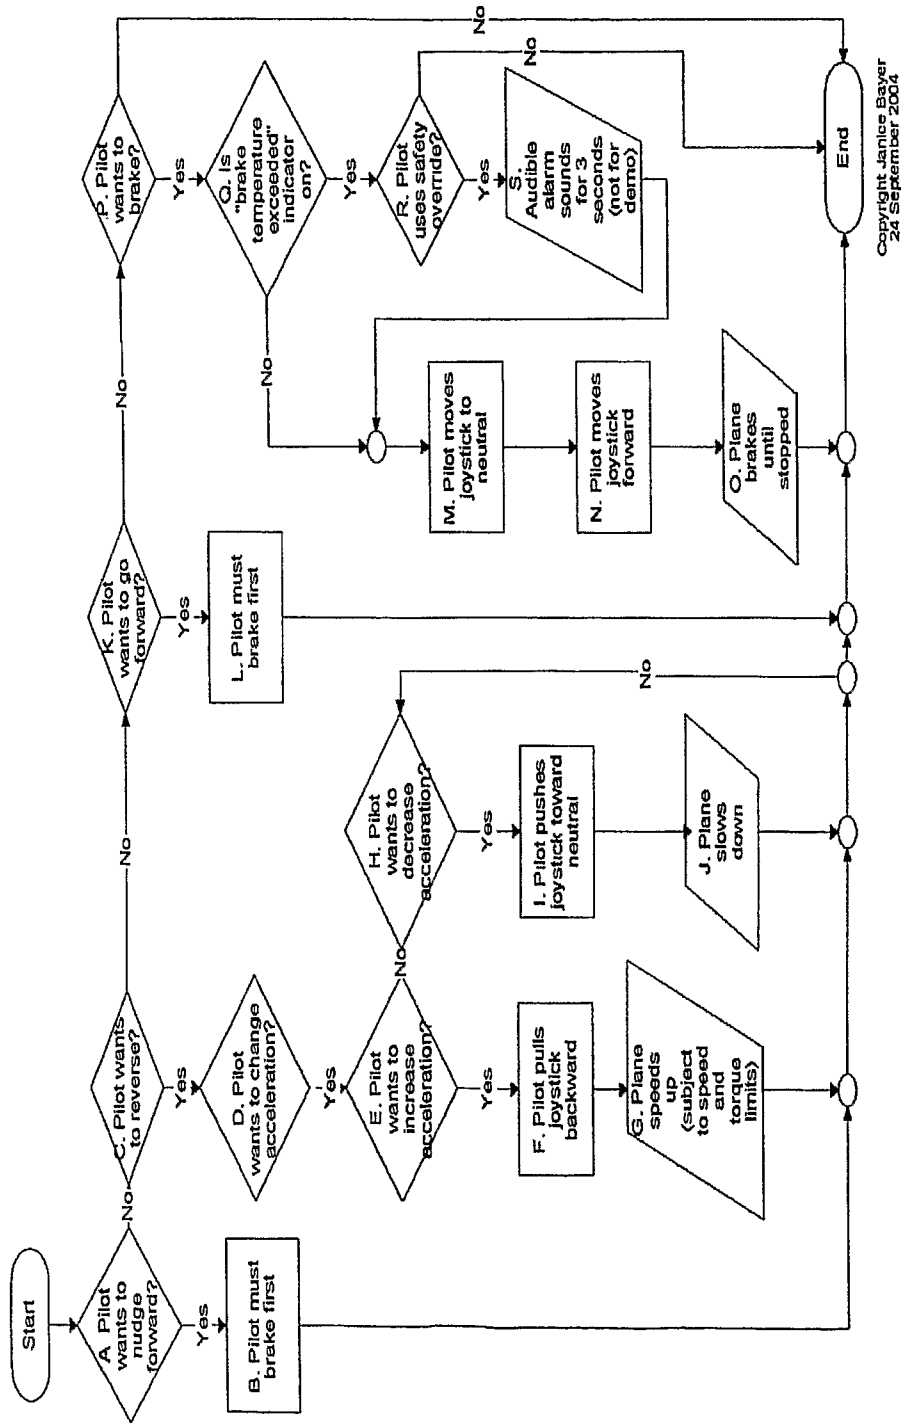 Start
A Pilot
wants to
nudge
forward?
No
Yes
B. Pilot must
brake first
C. Pilot wants
to reverse?
No
Yes
D. Pilot
wants to change
acceleration?
Yes
E. Pilot
wants to
increase
acceleration?
No
Yes
F. Pilot pulls
joystick
backward
G. Plane
speeds
up
(subject
to speed
and
torque
limits)
H. Pilot
wants to
decrease
acceleration?
No
Yes
I. Pilot pushes
joystick toward
neutral
J. Plane
slows
down
K. Pilot
wants to go
forward?
No
Yes
L. Pilot must
brake first
P. Pilot
wants to
brake?
No
Yes
Q. Is
"brake
temperature
exceeded"
indicator
on?
No
Yes
R. Pilot
uses safety
override?
No
Yes
S.
Audible
alarm
sounds
for 3
seconds
(not for
demo)
M. Pilot moves
joystick to
neutral
N. Pilot moves
joystick
forward
O. Plane
brakes
until
stopped
End
Copyright Janice Bayer
24 September 2004